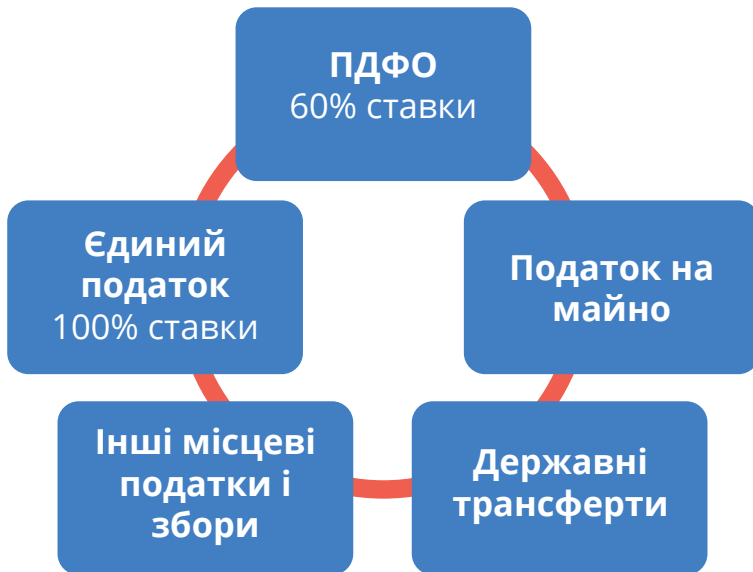 ПДФО
60% ставки
Єдиний
податок
100% ставки
Податок на
майно
Інші місцеві
податки і
збори
Державні
трансферти